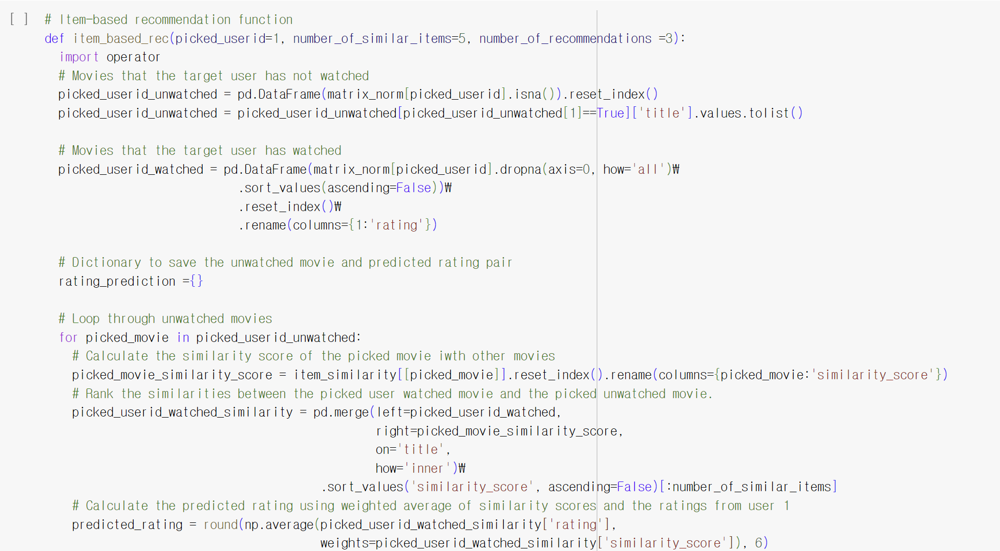 [ ] # Item-based recommendation function
def item_based_rec(picked_userid=1, number_of_similar_items=5, number_of_recommendations =3):
import operator
# Movies that the target user has not watched
picked_userid_unwatched = pd.DataFrame(matrix_norm[picked_userid].isna()).reset_index()
picked_userid_unwatched = picked_userid_unwatched[picked_userid_unwatched[1]==True]['title'].values.tolist()
# Movies that the target user has watched
picked_userid_watched = pd.DataFrame(matrix_norm[picked_userid].dropna(axis=0, how='all')₩
.sort_values(ascending=False))₩
.reset_index()₩
.rename(columns={1:'rating'})
# Dictionary to save the unwatched movie and predicted rating pair
rating_prediction ={}
# Loop through unwatched movies
for picked_movie in picked_userid_unwatched:
# Calculate the similarity score of the picked movie iwth other movies
picked_movie_similarity_score = item_similarity[[picked_movie]].reset_index().rename(columns={picked_movie:'similarity_score'})
# Rank the similarities between the picked user watched movie and the picked unwatched movie.
picked_userid_watched_similarity = pd.merge(left=picked_userid_watched,
right=picked_movie_similarity_score,
on='title',
how='inner')₩
.sort_values('similarity_score', ascending=False)[:number_of_similar_items]
# Calculate the predicted rating using weighted average of similarity scores and the ratings from user 1
predicted_rating = round(np.average(picked_userid_watched_similarity['rating'],
weights=picked_userid_watched_similarity['similarity_score']), 6)